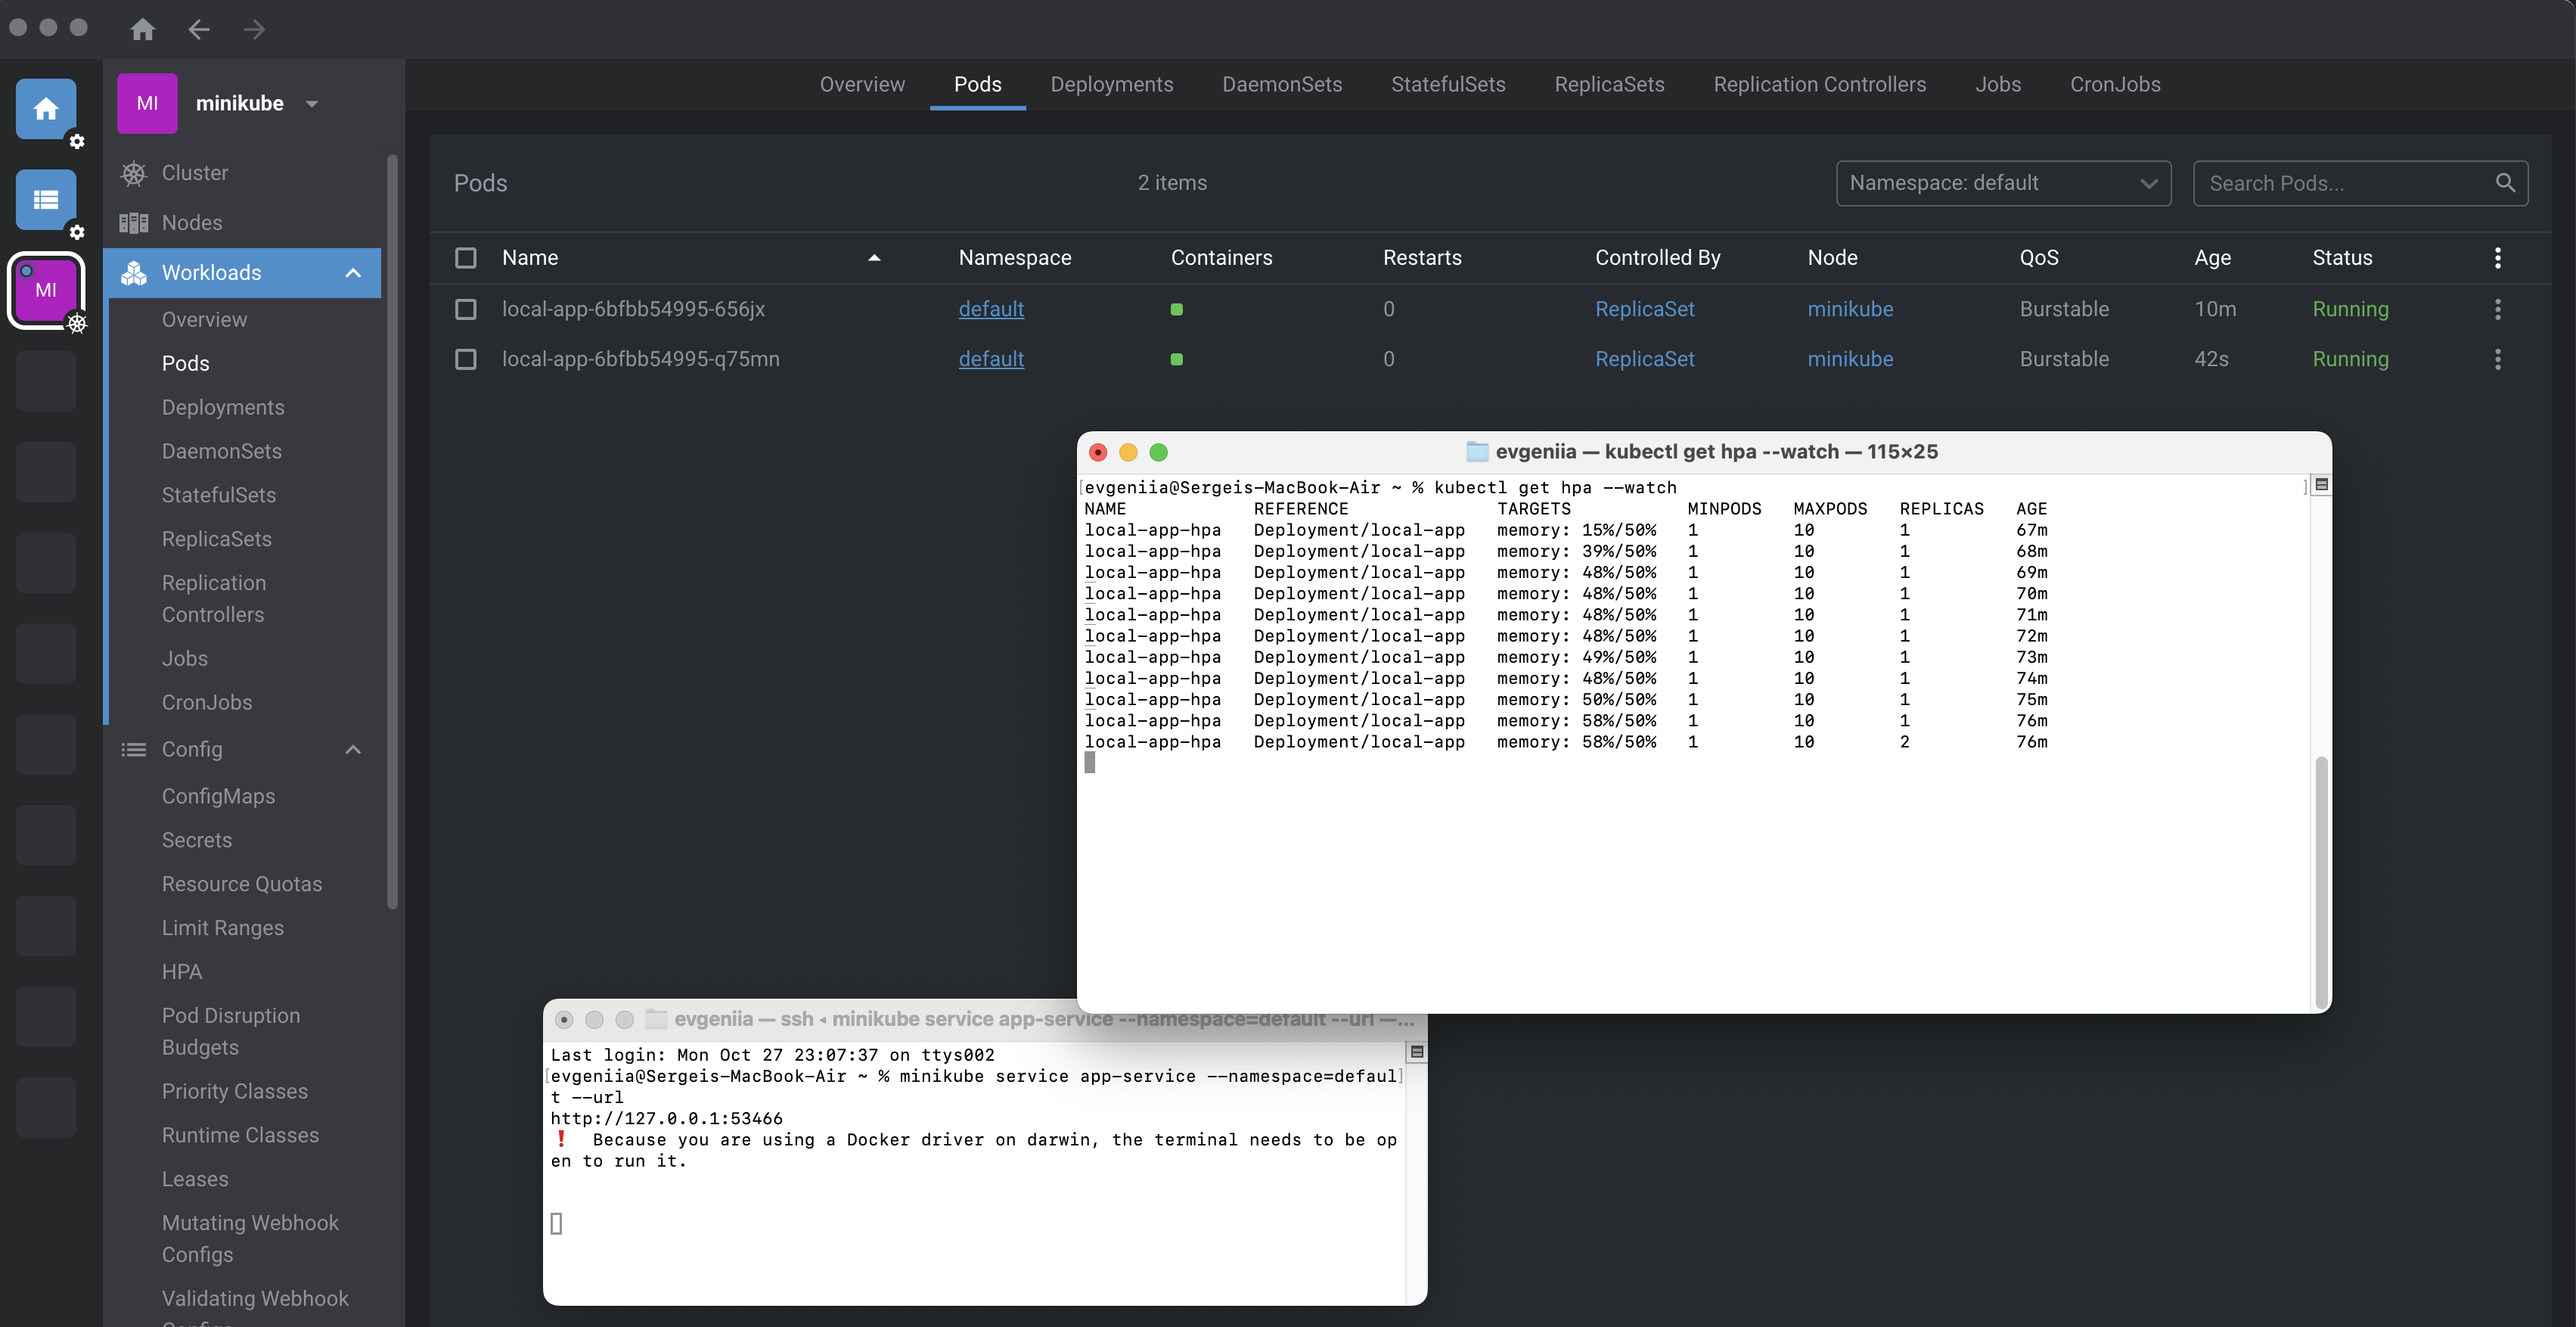 MI
minikube
Cluster
Nodes
Workloads
Overview
Pods
Deployments
DaemonSets
StatefulSets
ReplicaSets
Replication
Controllers
Jobs
CronJobs
Config
ConfigMaps
Secrets
Resource Quotas
Limit Ranges
HPA
Pod Disruption
Budgets
Priority Classes
Runtime Classes
Leases
Mutating Webhook
Configs
Validating Webhook
MI
Overview Pods Deployments DaemonSets StatefulSets ReplicaSets Replication Controllers Jobs CronJobs
Pods 2 items Namespace: default Search Pods...
Name Namespace Containers Restarts Controlled By Node QoS Age Status
local-app-6bfbb54995-656jx default 0 ReplicaSet minikube Burstable 10m Running
local-app-6bfbb54995-q75mn default 0 ReplicaSet minikube Burstable 42s Running
evgeniia — kubectl get hpa --watch — 115×25
evgeniia@Sergeis-MacBook-Air ~ % kubectl get hpa --watch
NAME REFERENCE TARGETS MINPODS MAXPODS REPLICAS AGE
local-app-hpa Deployment/local-app memory: 15%/50% 1 10 1 67m
local-app-hpa Deployment/local-app memory: 39%/50% 1 10 1 68m
local-app-hpa Deployment/local-app memory: 48%/50% 1 10 1 69m
local-app-hpa Deployment/local-app memory: 48%/50% 1 10 1 70m
local-app-hpa Deployment/local-app memory: 48%/50% 1 10 1 71m
local-app-hpa Deployment/local-app memory: 48%/50% 1 10 1 72m
local-app-hpa Deployment/local-app memory: 49%/50% 1 10 1 73m
local-app-hpa Deployment/local-app memory: 48%/50% 1 10 1 74m
local-app-hpa Deployment/local-app memory: 50%/50% 1 10 1 75m
local-app-hpa Deployment/local-app memory: 58%/50% 1 10 1 76m
local-app-hpa Deployment/local-app memory: 58%/50% 1 10 2 76m
evgeniia — ssh ◂ minikube service app-service --namespace=default --url —...
Last login: Mon Oct 27 23:07:37 on ttys002
evgeniia@Sergeis-MacBook-Air ~ % minikube service app-service --namespace=defaul
t --url
http://127.0.0.1:53466
❗ Because you are using a Docker driver on darwin, the terminal needs to be op
en to run it.